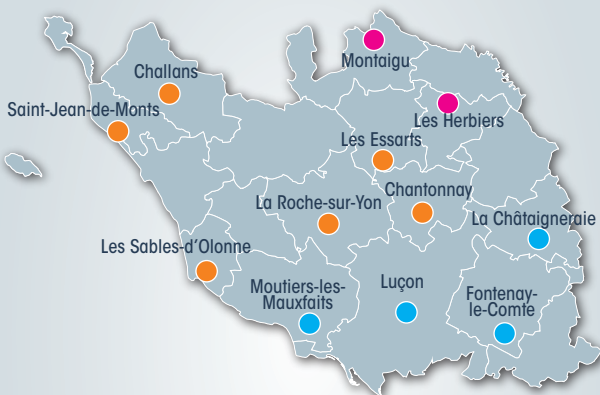 Montaigu
Challans
Saint-Jean-de-Monts
Les Herbiers
Les Essarts
Chantonnay
La Roche-sur-Yon
La Châtaigneraie
Les Sables-d'Olonne
Moutiers-les-
Mauxfaits
Luçon
Fontenay-
le-Comte